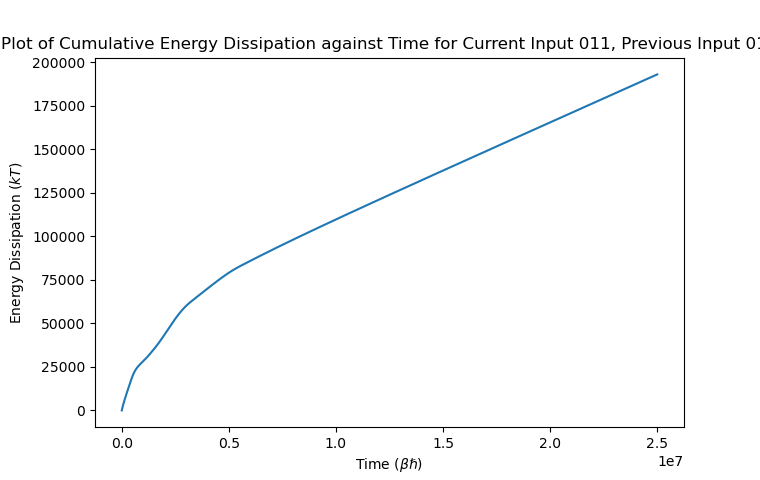 Plot of Cumulative Energy Dissipation against Time for Current Input 011, Previous Input 01
200000
175000
150000
125000
100000
75000
50000
25000
0
Energy Dissipation (kT)
0.0 0.5 1.0 1.5 2.0 2.5
1e7
Time (βħ)